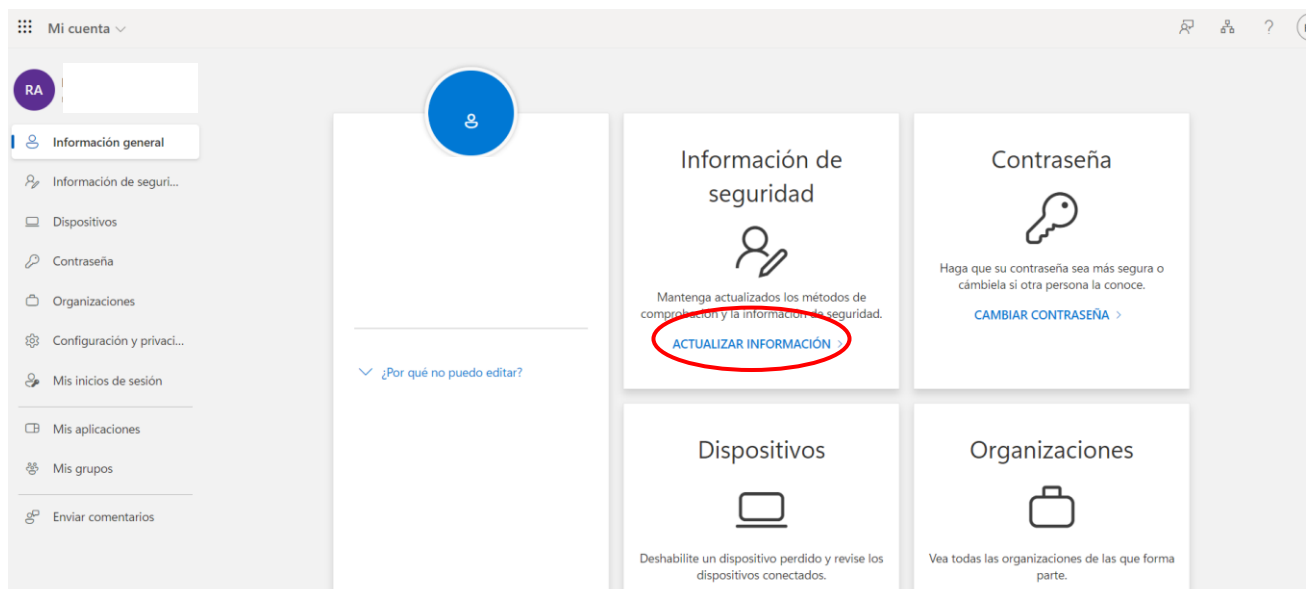 Mi cuenta
?
RA
Información general
Información de seguri...
Dispositivos
Contraseña
Organizaciones
Configuración y privaci...
Mis inicios de sesión
Mis aplicaciones
Mis grupos
Enviar comentarios
¿Por qué no puedo editar?
Información de
seguridad
Mantenga actualizados los métodos de
comprobación y la información de seguridad.
ACTUALIZAR INFORMACIÓN >
Contraseña
Haga que su contraseña sea más segura o
cámbiela si otra persona la conoce.
CAMBIAR CONTRASEÑA >
Dispositivos
Deshabilite un dispositivo perdido y revise los
dispositivos conectados.
Organizaciones
Vea todas las organizaciones de las que forma
parte.